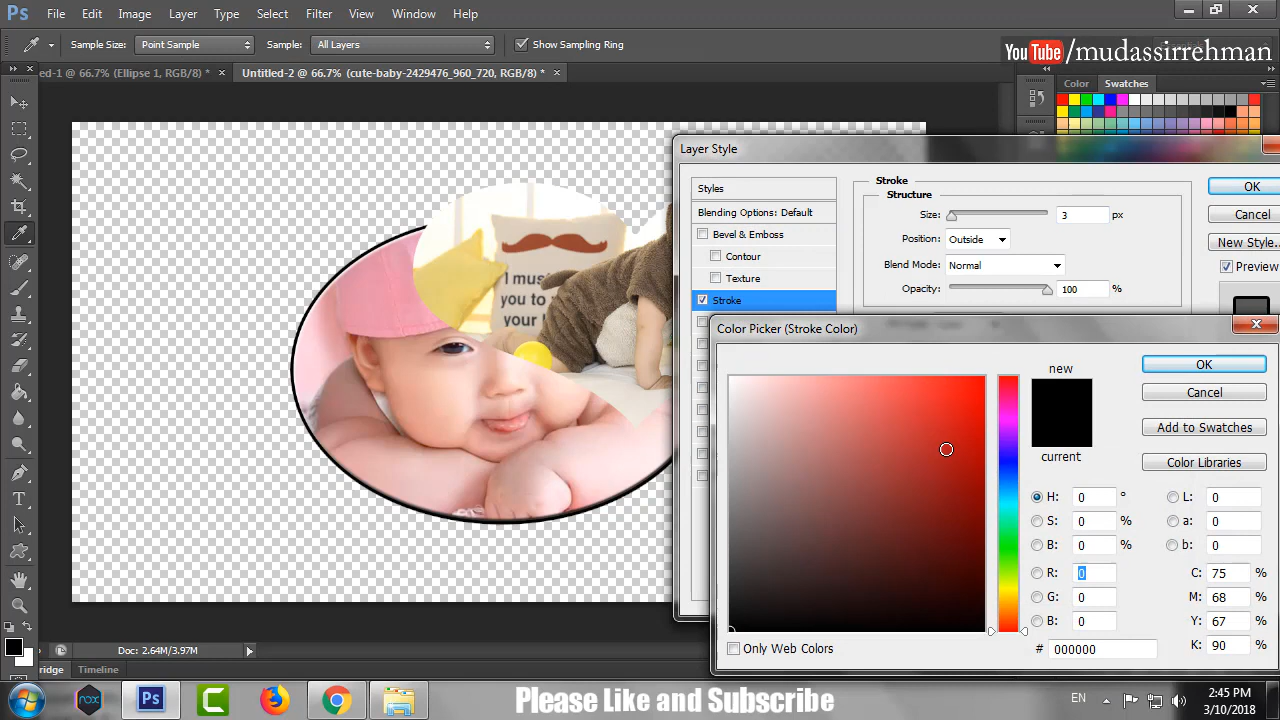 Ps File Edit Image Layer Type Select Filter View Window Help
Sample Size: Point Sample Sample: All Layers Show Sampling Ring
YouTube/mudassirrehman
ed-1 @ 66.7% (Ellipse 1, RGB/8) * × Untitled-2 @ 66.7% (cute-baby-2429476_960_720, RGB/8*) * ×
Color Swatches
Layer Style
Styles
Blending Options: Default
Bevel & Emboss
Contour
Texture
Stroke
Stroke
Structure
Size: 3 px
Position: Outside
Blend Mode: Normal
Opacity: 100 %
OK
Cancel
New Style...
Preview
I mus
you to
your
Color Picker (Stroke Color)
new
current
OK
Cancel
Add to Swatches
Color Libraries
H: 0 °
S: 0 %
B: 0 %
R: 0
G: 0
B: 0
L: 0
a: 0
b: 0
C: 75 %
M: 68 %
Y: 67 %
K: 90 %
# 000000
Only Web Colors
66.7% Doc: 2.64M/3.97M
ridge Timeline
Ps
Please Like and Subscribe
EN
2:45 PM
3/10/2018